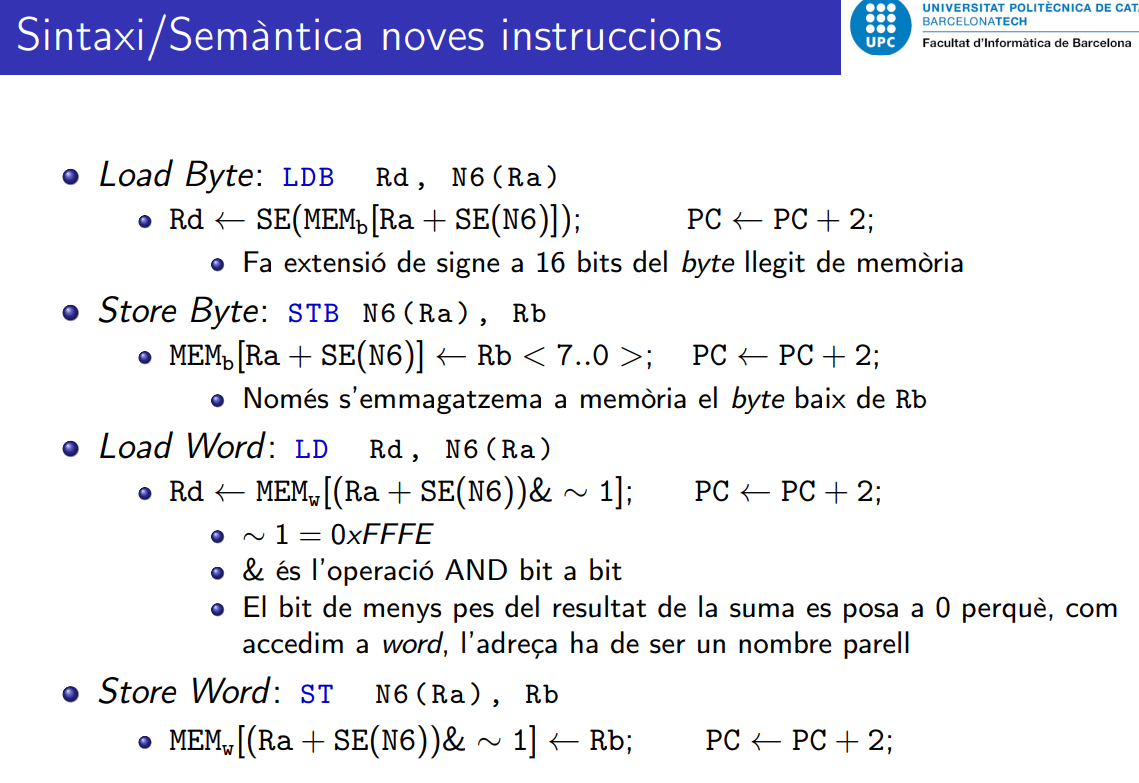 Sintaxi/Semàntica noves instruccions
UNIVERSITAT POLITÈCNICA DE CAT
BARCELONATECH
Facultat d'Informàtica de Barcelona
UPC
Load Byte: LDB Rd, N6(Ra)
Rd ← SE(MEMb[Ra + SE(N6)]); PC ← PC + 2;
Fa extensió de signe a 16 bits del byte llegit de memòria
Store Byte: STB N6(Ra), Rb
MEMb[Ra + SE(N6)] ← Rb < 7..0 >; PC ← PC + 2;
Només s'emmagatzema a memòria el byte baix de Rb
Load Word: LD Rd, N6(Ra)
Rd ← MEMw[(Ra + SE(N6))& ∼ 1]; PC ← PC + 2;
∼ 1 = 0xFFFE
& és l'operació AND bit a bit
El bit de menys pes del resultat de la suma es posa a 0 perquè, com
accedim a word, l'adreça ha de ser un nombre parell
Store Word: ST N6(Ra), Rb
MEMw[(Ra + SE(N6))& ∼ 1] ← Rb; PC ← PC + 2;